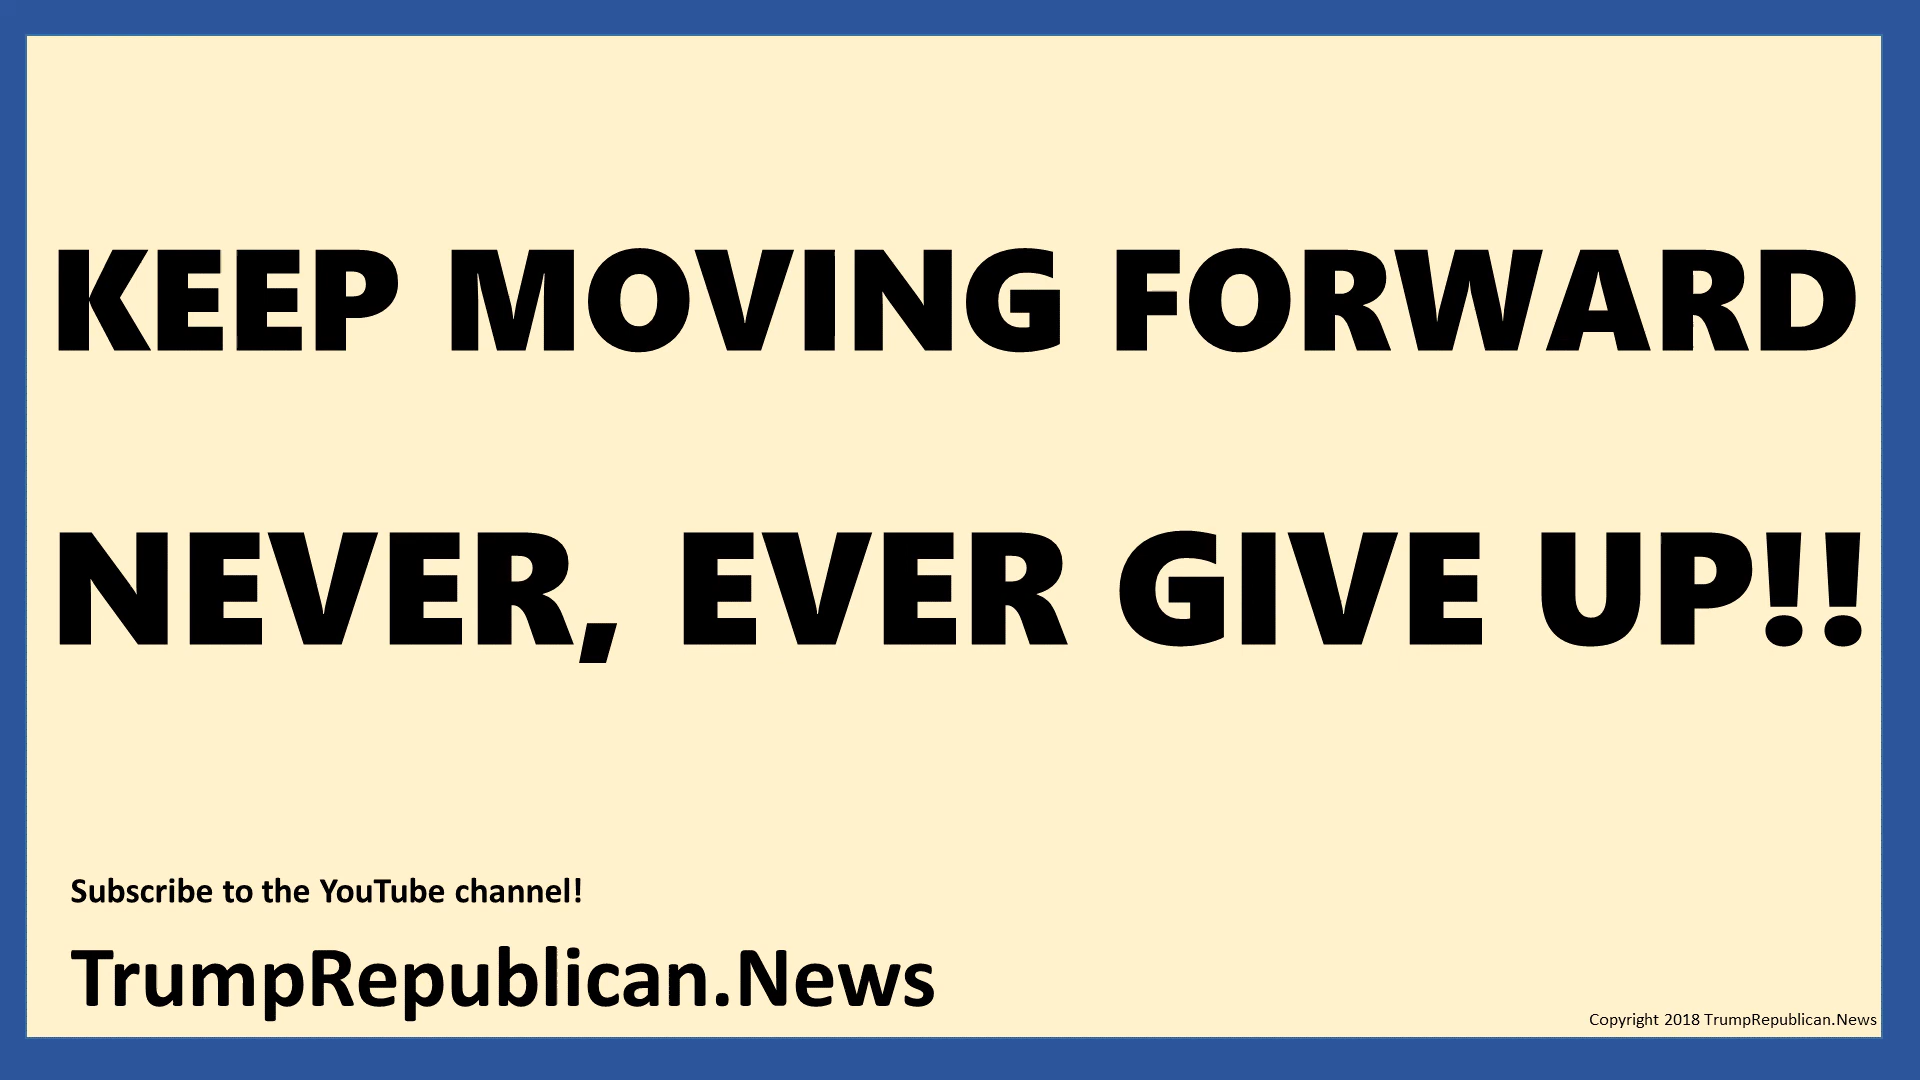 KEEP MOVING FORWARD
NEVER, EVER GIVE UP!!
Subscribe to the YouTube channel!
TrumpRepublican.News
Copyright 2018 TrumpRepublican.News